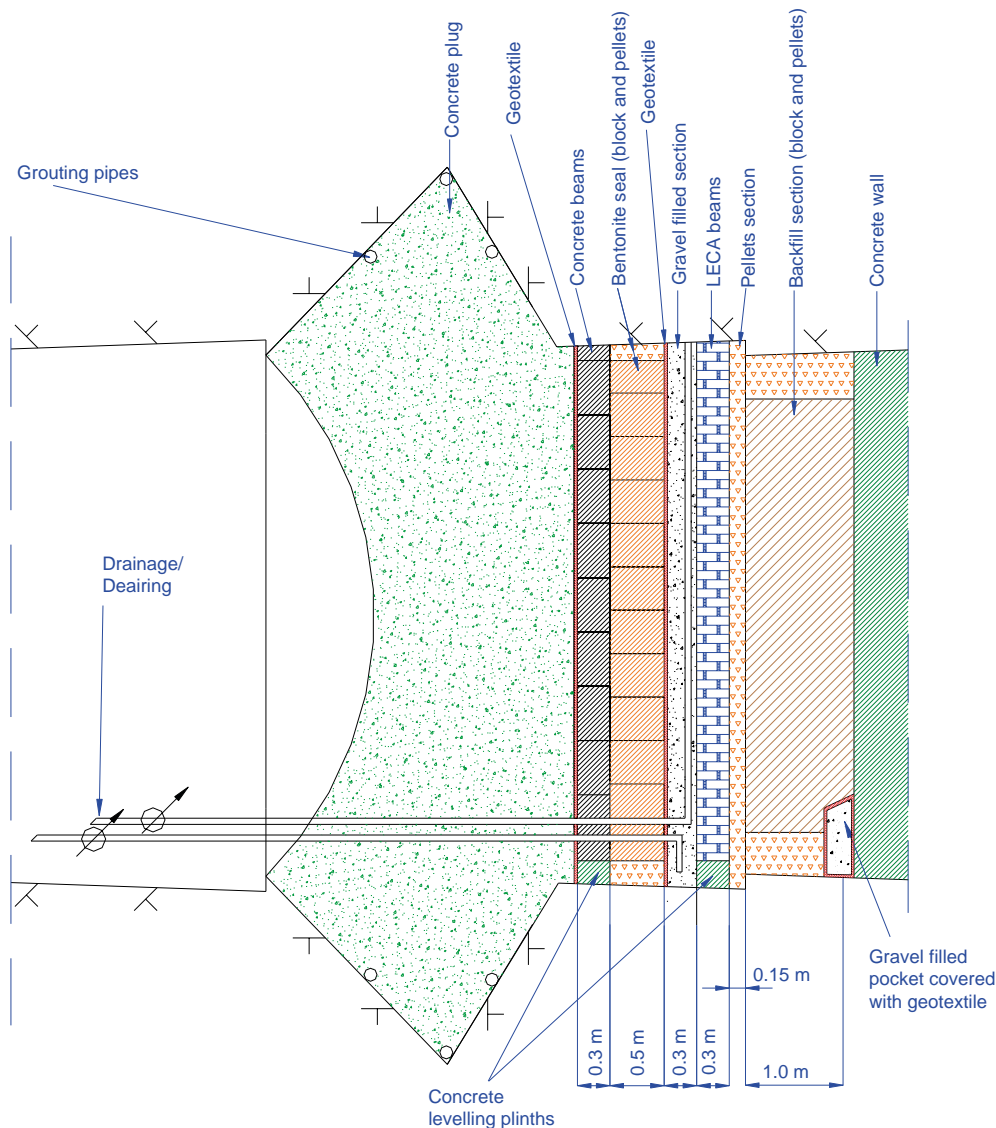 Grouting pipes
Concrete plug
Geotextile
Concrete beams
Bentonite seal (block and pellets)
Geotextile
Gravel filled section
LECA beams
Pellets section
Backfill section (block and pellets)
Concrete wall
Drainage/
Deairing
Gravel filled
pocket covered
with geotextile
0.15 m
0.3 m
0.5 m
0.3 m
0.3 m
1.0 m
Concrete
levelling plinths